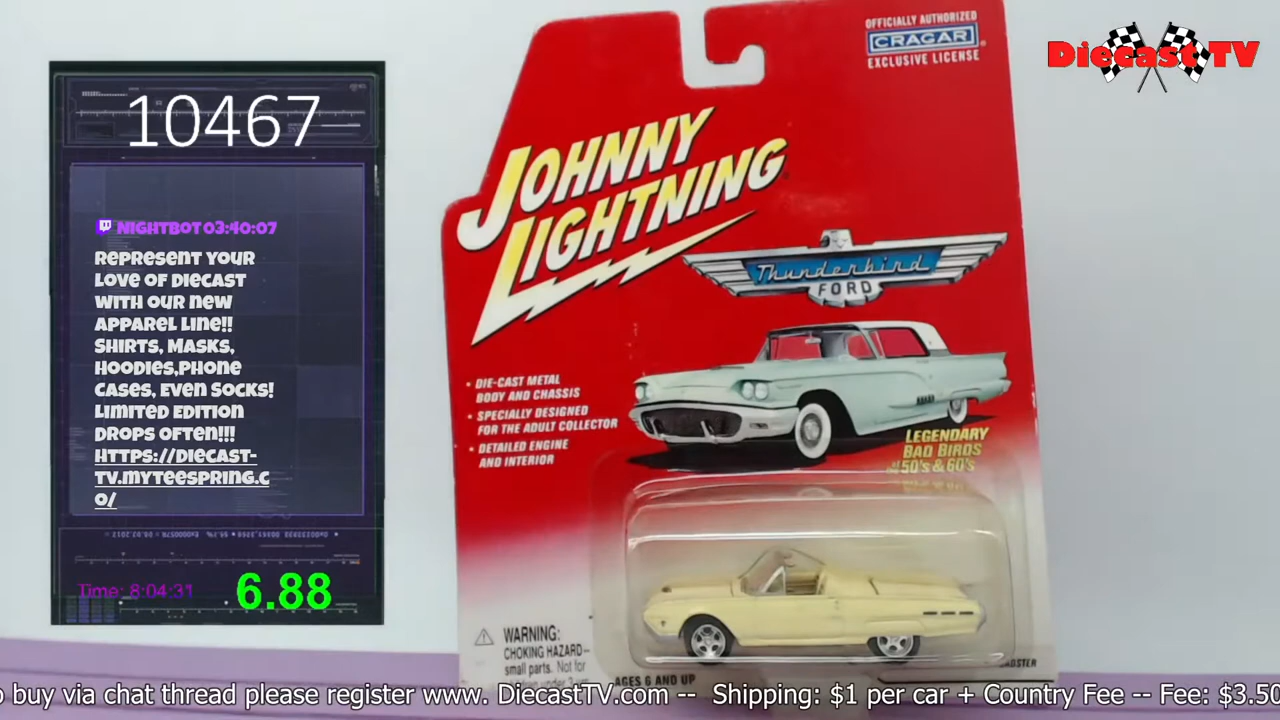 10467
NIGHTBOT 03:40:07
REPRESENT YOUR
LOVE OF DIECAST
WITH OUR NEW
APPAREL LINE!!
SHIRTS, MASKS,
HOODIES,PHONE
CASES, EVEN SOCKS!
LIMITED EDITION
DROPS OFTEN!!!
HTTPS://DIECAST-
TV.MYTEESPRING.C
O/
Time: 8:04:31
6.88
OFFICIALLY AUTHORIZED
CRAGAR
EXCLUSIVE LICENSE
Diecast TV
JOHNNY
LIGHTNING
Thunderbird
FORD
• DIE-CAST METAL
BODY AND CHASSIS
• SPECIALLY DESIGNED
FOR THE ADULT COLLECTOR
• DETAILED ENGINE
AND INTERIOR
LEGENDARY
BAD BIRDS
OF THE 50's & 60's
WARNING:
CHOKING HAZARD–
small parts. Not for
AGES 6 AND UP
o buy via chat thread please register www. DiecastTV.com -- Shipping: $1 per car + Country Fee -- Fee: $3.50